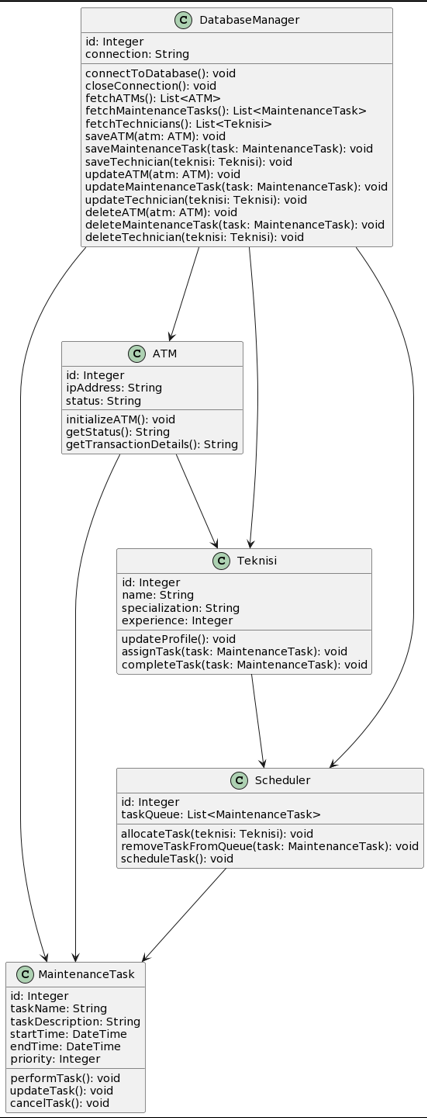 C DatabaseManager
id: Integer
connection: String
connectToDatabase(): void
closeConnection(): void
fetchATMs(): List<ATM>
fetchMaintenanceTasks(): List<MaintenanceTask>
fetchTechnicians(): List<Teknisi>
saveATM(atm: ATM): void
saveMaintenanceTask(task: MaintenanceTask): void
saveTechnician(teknisi: Teknisi): void
updateATM(atm: ATM): void
updateMaintenanceTask(task: MaintenanceTask): void
updateTechnician(teknisi: Teknisi): void
deleteATM(atm: ATM): void
deleteMaintenanceTask(task: MaintenanceTask): void
deleteTechnician(teknisi: Teknisi): void
C ATM
id: Integer
ipAddress: String
status: String
initializeATM(): void
getStatus(): String
getTransactionDetails(): String
C Teknisi
id: Integer
name: String
specialization: String
experience: Integer
updateProfile(): void
assignTask(task: MaintenanceTask): void
completeTask(task: MaintenanceTask): void
C Scheduler
id: Integer
taskQueue: List<MaintenanceTask>
allocateTask(teknisi: Teknisi): void
removeTaskFromQueue(task: MaintenanceTask): void
scheduleTask(): void
C MaintenanceTask
id: Integer
taskName: String
taskDescription: String
startTime: DateTime
endTime: DateTime
priority: Integer
performTask(): void
updateTask(): void
cancelTask(): void